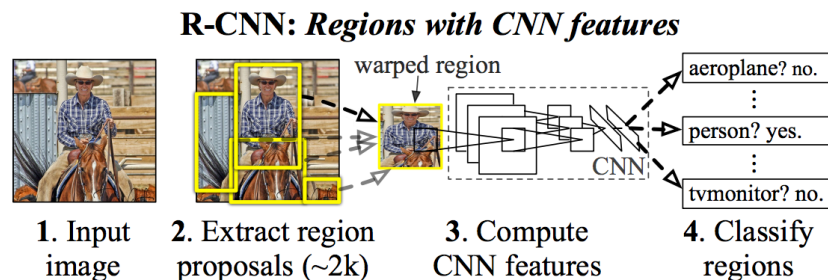 R-CNN: Regions with CNN features
warped region
aeroplane? no.
person? yes.
CNN
tvmonitor? no.
1. Input
image
2. Extract region
proposals (~2k)
3. Compute
CNN features
4. Classify
regions